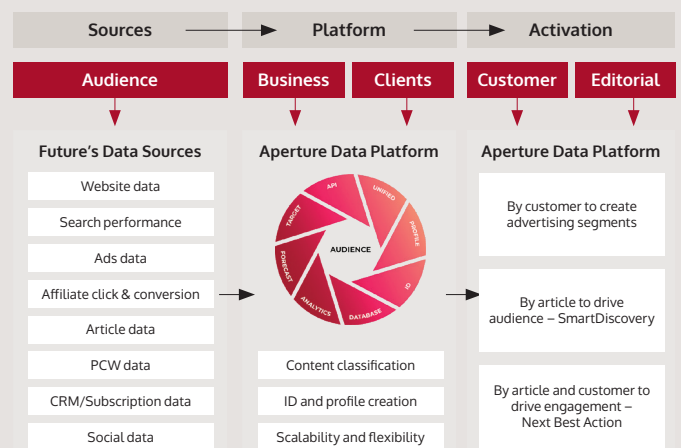 Sources
Platform
Activation
Audience
Business
Clients
Customer
Editorial
Future's Data Sources
Website data
Search performance
Ads data
Affiliate click & conversion
Article data
PCW data
CRM/Subscription data
Social data
Aperture Data Platform
API
UNIFIED
PROFILE
ID
DATABASE
ANALYTICS
FORECAST
TARGET
AUDIENCE
Content classification
ID and profile creation
Scalability and flexibility
Aperture Data Platform
By customer to create
advertising segments
By article to drive
audience – SmartDiscovery
By article and customer to
drive engagement –
Next Best Action